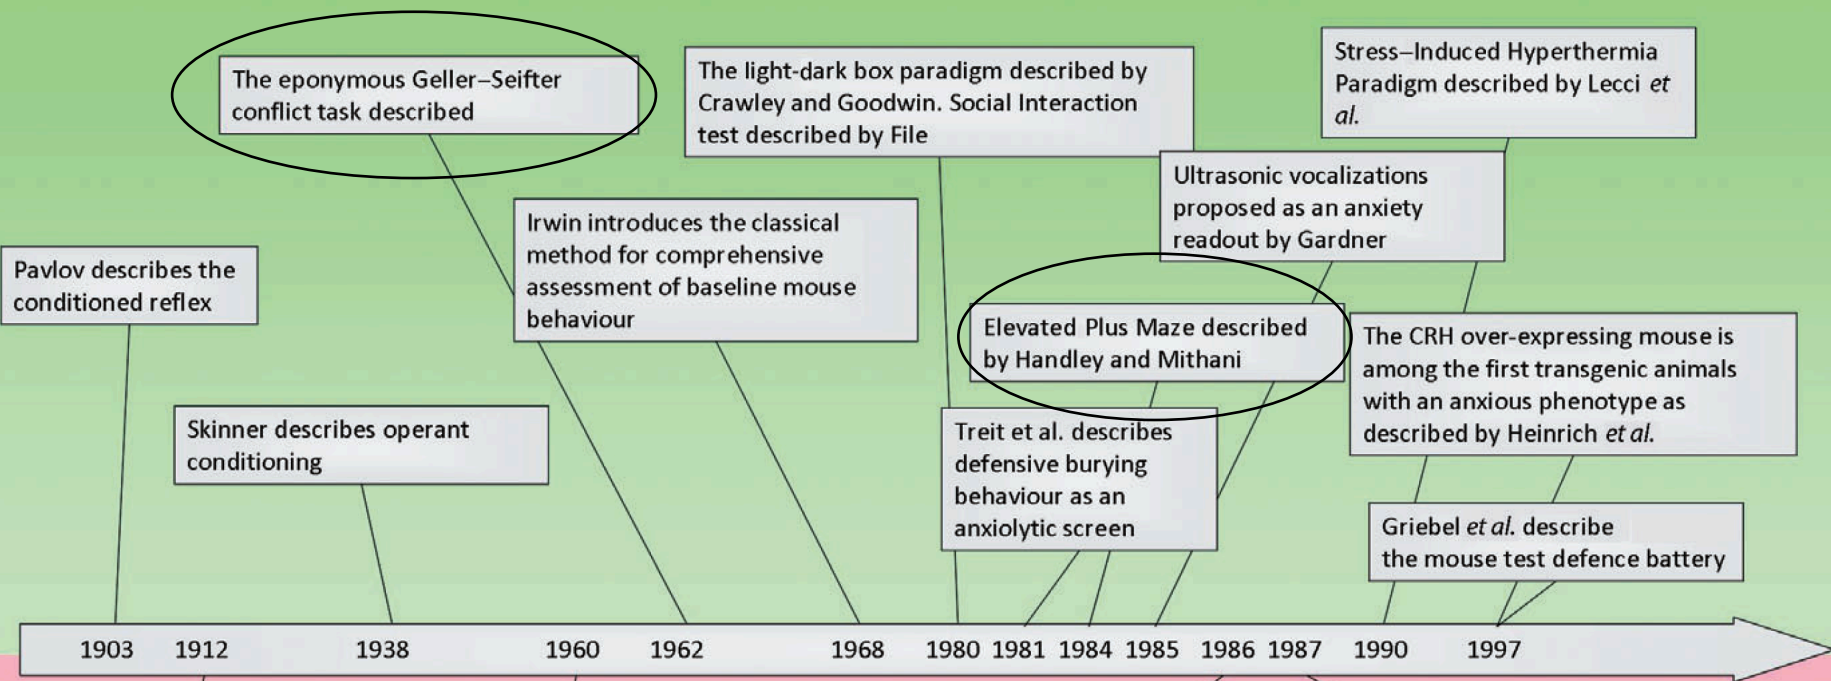 The eponymous Geller–Seifter
conflict task described
The light-dark box paradigm described by
Crawley and Goodwin. Social Interaction
test described by File
Stress–Induced Hyperthermia
Paradigm described by Lecci et
al.
Ultrasonic vocalizations
proposed as an anxiety
readout by Gardner
Irwin introduces the classical
method for comprehensive
assessment of baseline mouse
behaviour
Pavlov describes the
conditioned reflex
Elevated Plus Maze described
by Handley and Mithani
The CRH over-expressing mouse is
among the first transgenic animals
with an anxious phenotype as
described by Heinrich et al.
Skinner describes operant
conditioning
Treit et al. describes
defensive burying
behaviour as an
anxiolytic screen
Griebel et al. describe
the mouse test defence battery
1903 1912 1938 1960 1962 1968 1980 1981 1984 1985 1986 1987 1990 1997